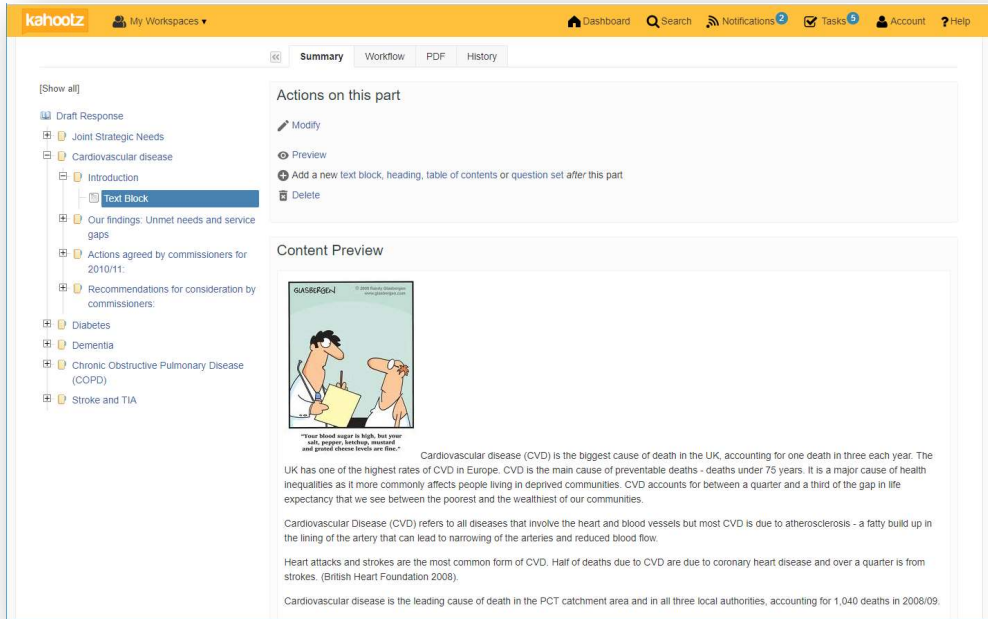 kahootz My Workspaces ▾ Dashboard Search Notifications 2 Tasks 5 Account ? Help
Summary Workflow PDF History
[Show all]
Draft Response
Joint Strategic Needs
Cardiovascular disease
Introduction
Text Block
Our findings: Unmet needs and service
gaps
Actions agreed by commissioners for
2010/11:
Recommendations for consideration by
commissioners:
Diabetes
Dementia
Chronic Obstructive Pulmonary Disease
(COPD)
Stroke and TIA
Actions on this part
Modify
Preview
Add a new text block, heading, table of contents or question set after this part
Delete
Content Preview
GLASBERGEN
www.glasbergen.com
"Your blood sugar is high, but your
salt, pepper, ketchup, mustard
and grated cheese levels are fine."
Cardiovascular disease (CVD) is the biggest cause of death in the UK, accounting for one death in three each year. The
UK has one of the highest rates of CVD in Europe. CVD is the main cause of preventable deaths - deaths under 75 years. It is a major cause of health
inequalities as it more commonly affects people living in deprived communities. CVD accounts for between a quarter and a third of the gap in life
expectancy that we see between the poorest and the wealthiest of our communities.
Cardiovascular Disease (CVD) refers to all diseases that involve the heart and blood vessels but most CVD is due to atherosclerosis - a fatty build up in
the lining of the artery that can lead to narrowing of the arteries and reduced blood flow.
Heart attacks and strokes are the most common form of CVD. Half of deaths due to CVD are due to coronary heart disease and over a quarter is from
strokes. (British Heart Foundation 2008).
Cardiovascular disease is the leading cause of death in the PCT catchment area and in all three local authorities, accounting for 1,040 deaths in 2008/09.